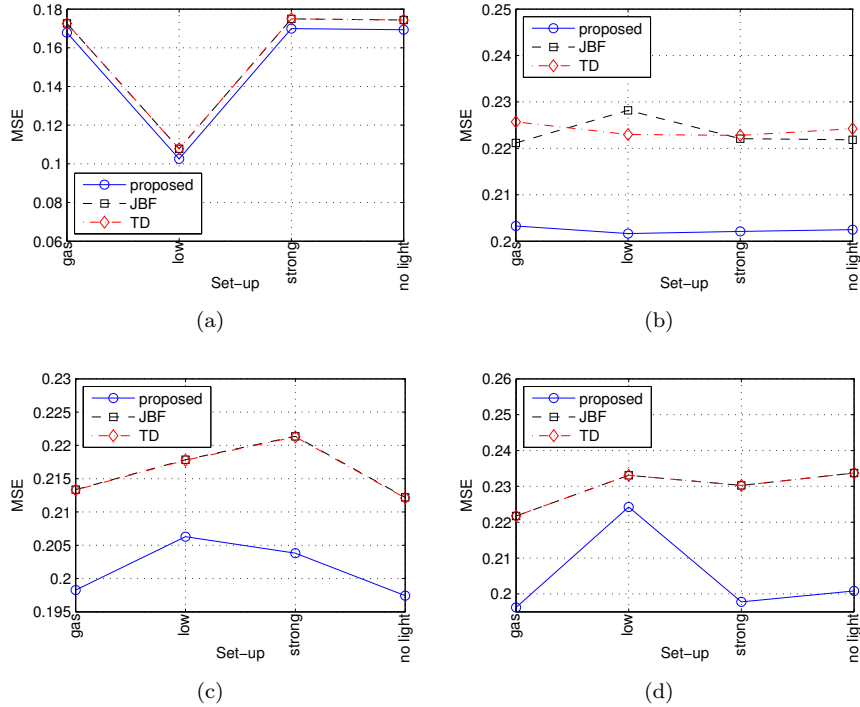 0.18
0.16
0.14
0.12
0.1
0.08
0.06
MSE
proposed
JBF
TD
gas
low
strong
no light
Set-up
(a)
0.25
0.24
0.23
0.22
0.21
0.2
MSE
proposed
JBF
TD
gas
low
strong
no light
Set-up
(b)
0.23
0.225
0.22
0.215
0.21
0.205
0.2
0.195
MSE
proposed
JBF
TD
gas
low
strong
no light
Set-up
(c)
0.26
0.25
0.24
0.23
0.22
0.21
0.2
MSE
proposed
JBF
TD
gas
low
strong
no light
Set-up
(d)